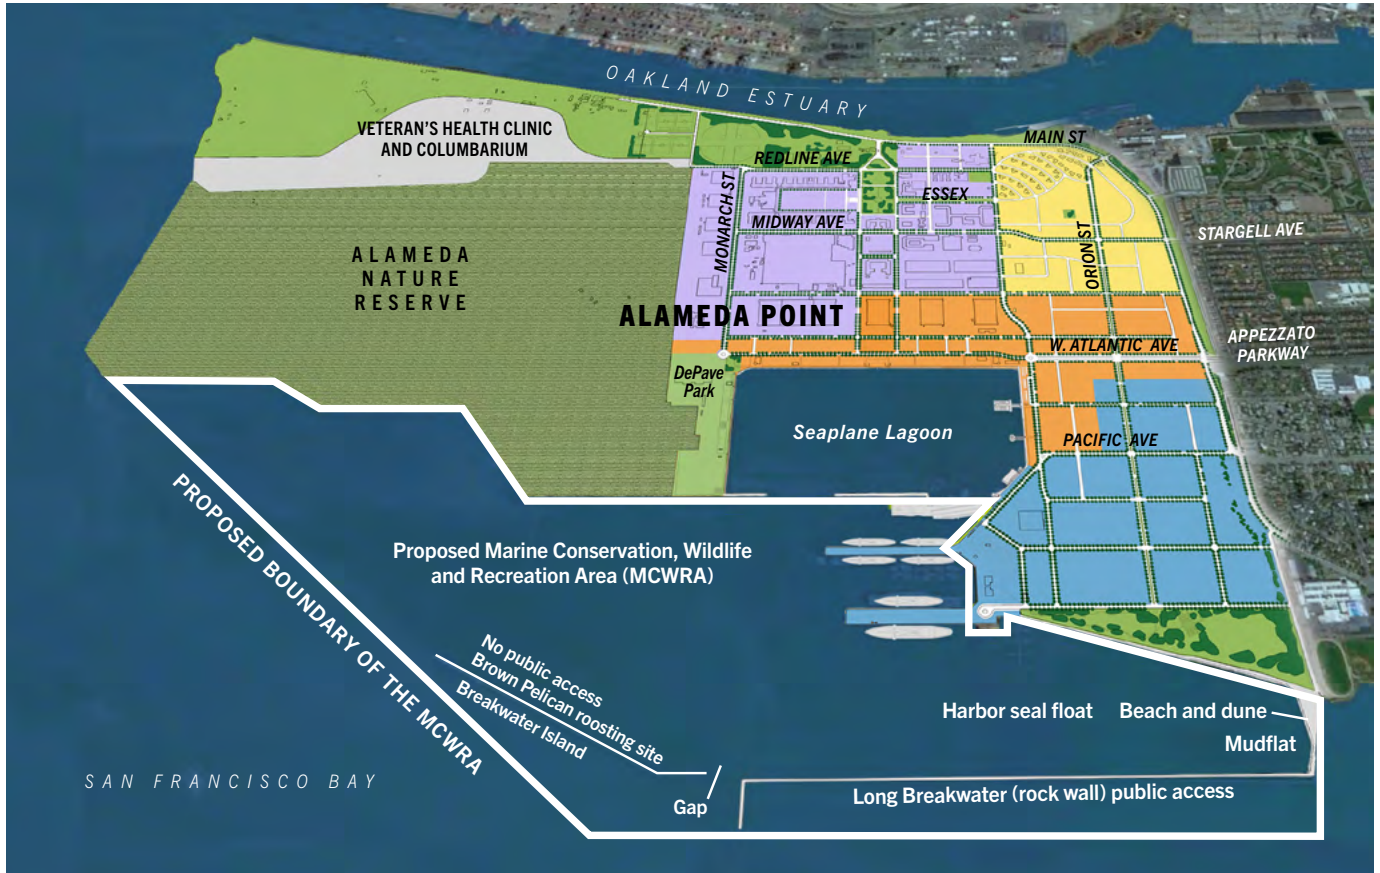 OAKLAND ESTUARY
VETERAN'S HEALTH CLINIC
AND COLUMBARIUM
MAIN ST
REDLINE AVE
ESSEX
MONARCH ST
MIDWAY AVE
ORION ST
STARGELL AVE
ALAMEDA
NATURE
RESERVE
ALAMEDA POINT
W. ATLANTIC AVE
APPEZZATO
PARKWAY
DePave
Park
Seaplane Lagoon
PACIFIC AVE
PROPOSED BOUNDARY OF THE MCWRA
Proposed Marine Conservation, Wildlife
and Recreation Area (MCWRA)
No public access
Brown Pelican roosting site
Breakwater Island
Harbor seal float
Beach and dune
Mudflat
SAN FRANCISCO BAY
Gap
Long Breakwater (rock wall) public access